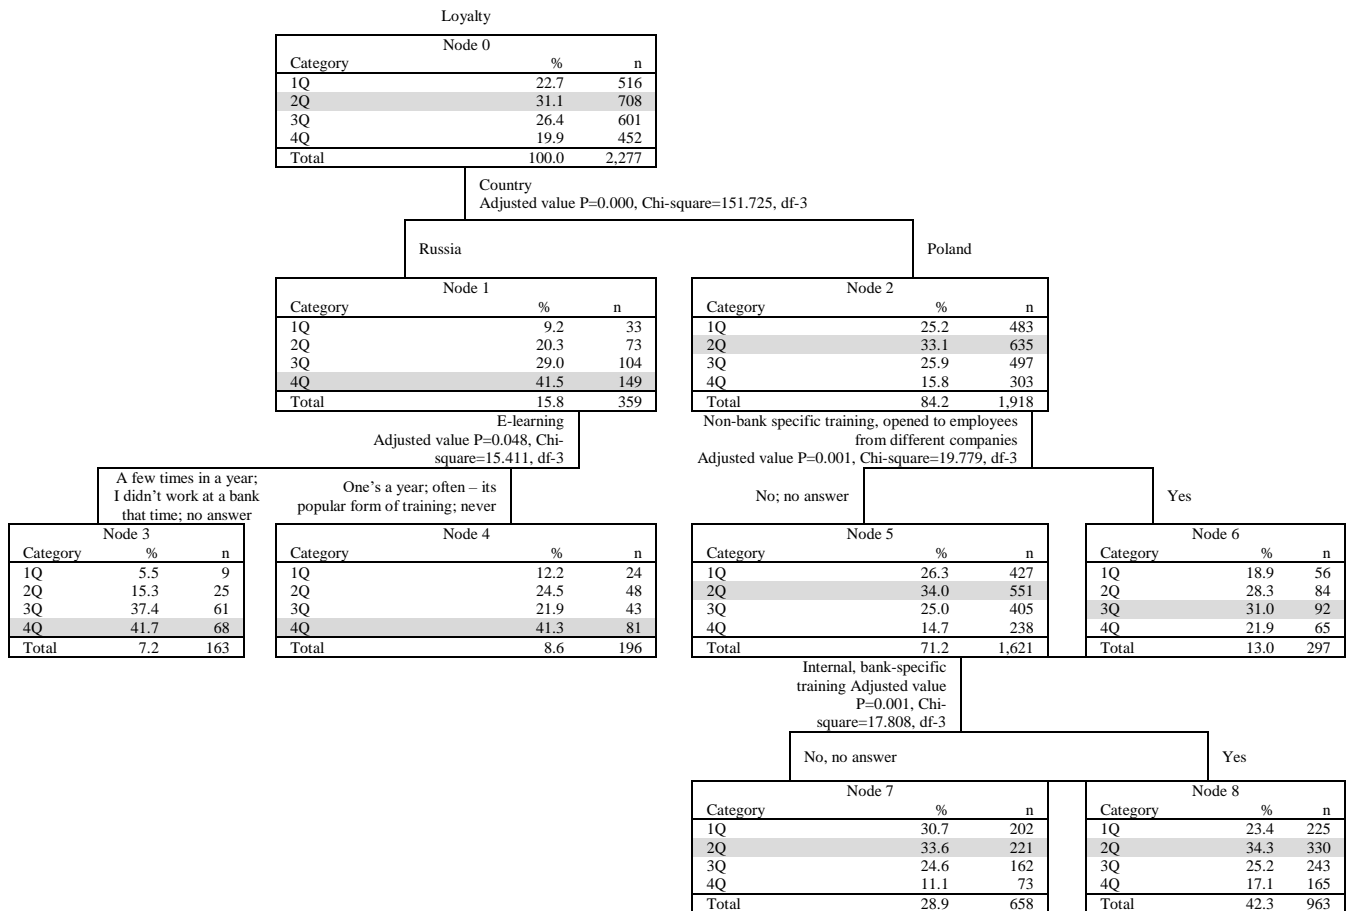 Loyalty
Node 0
Category % n
1Q 22.7 516
2Q 31.1 708
3Q 26.4 601
4Q 19.9 452
Total 100.0 2,277
Country
Adjusted value P=0.000, Chi-square=151.725, df-3
Russia
Poland
Node 1
Category % n
1Q 9.2 33
2Q 20.3 73
3Q 29.0 104
4Q 41.5 149
Total 15.8 359
Node 2
Category % n
1Q 25.2 483
2Q 33.1 635
3Q 25.9 497
4Q 15.8 303
Total 84.2 1,918
E-learning
Adjusted value P=0.048, Chi-
square=15.411, df-3
Non-bank specific training, opened to employees
from different companies
Adjusted value P=0.001, Chi-square=19.779, df-3
A few times in a year;
I didn't work at a bank
that time; no answer
One's a year; often – its
popular form of training; never
No; no answer
Yes
Node 3
Category % n
1Q 5.5 9
2Q 15.3 25
3Q 37.4 61
4Q 41.7 68
Total 7.2 163
Node 4
Category % n
1Q 12.2 24
2Q 24.5 48
3Q 21.9 43
4Q 41.3 81
Total 8.6 196
Node 5
Category % n
1Q 26.3 427
2Q 34.0 551
3Q 25.0 405
4Q 14.7 238
Total 71.2 1,621
Node 6
Category % n
1Q 18.9 56
2Q 28.3 84
3Q 31.0 92
4Q 21.9 65
Total 13.0 297
Internal, bank-specific
training Adjusted value
P=0.001, Chi-
square=17.808, df-3
No, no answer
Yes
Node 7
Category % n
1Q 30.7 202
2Q 33.6 221
3Q 24.6 162
4Q 11.1 73
Total 28.9 658
Node 8
Category % n
1Q 23.4 225
2Q 34.3 330
3Q 25.2 243
4Q 17.1 165
Total 42.3 963